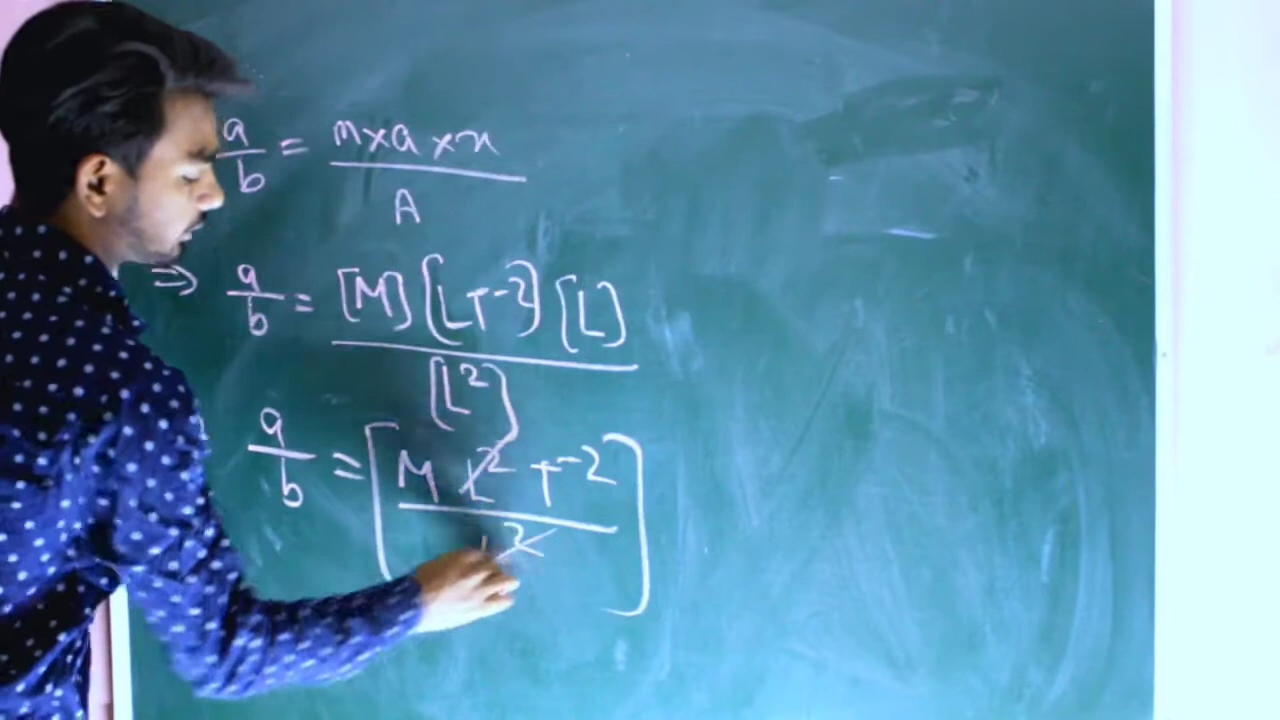 a/b = m×a×x / A
⇒ a/b = [M] [LT⁻²] [L] / [L²]
a/b = [M L² T⁻² / L²]